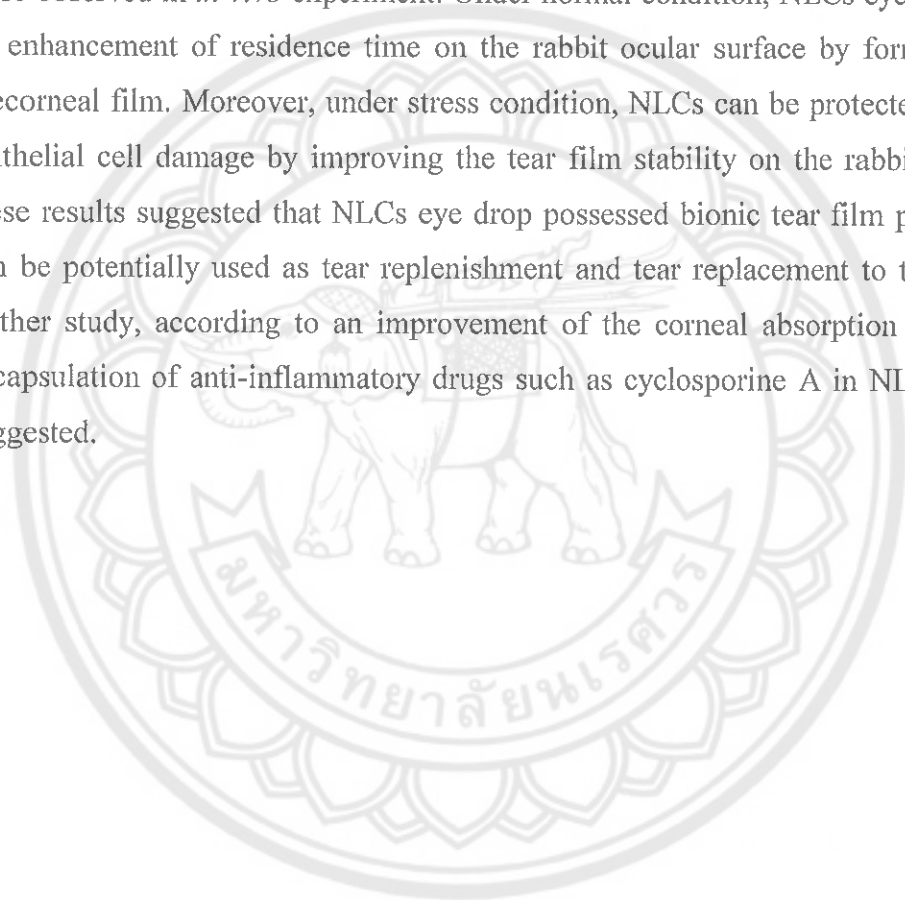 observed in in vivo experiment. Under normal condition, NLCs eye
enhancement of residence time on the rabbit ocular surface by for
ecorneal film. Moreover, under stress condition, NLCs can be protecte
ithelial cell damage by improving the tear film stability on the rabbi
ese results suggested that NLCs eye drop possessed bionic tear film p
n be potentially used as tear replenishment and tear replacement to t
rther study, according to an improvement of the corneal absorption
capsulation of anti-inflammatory drugs such as cyclosporine A in NL
ggested.
มหาวิทยาลัยนเรศวร